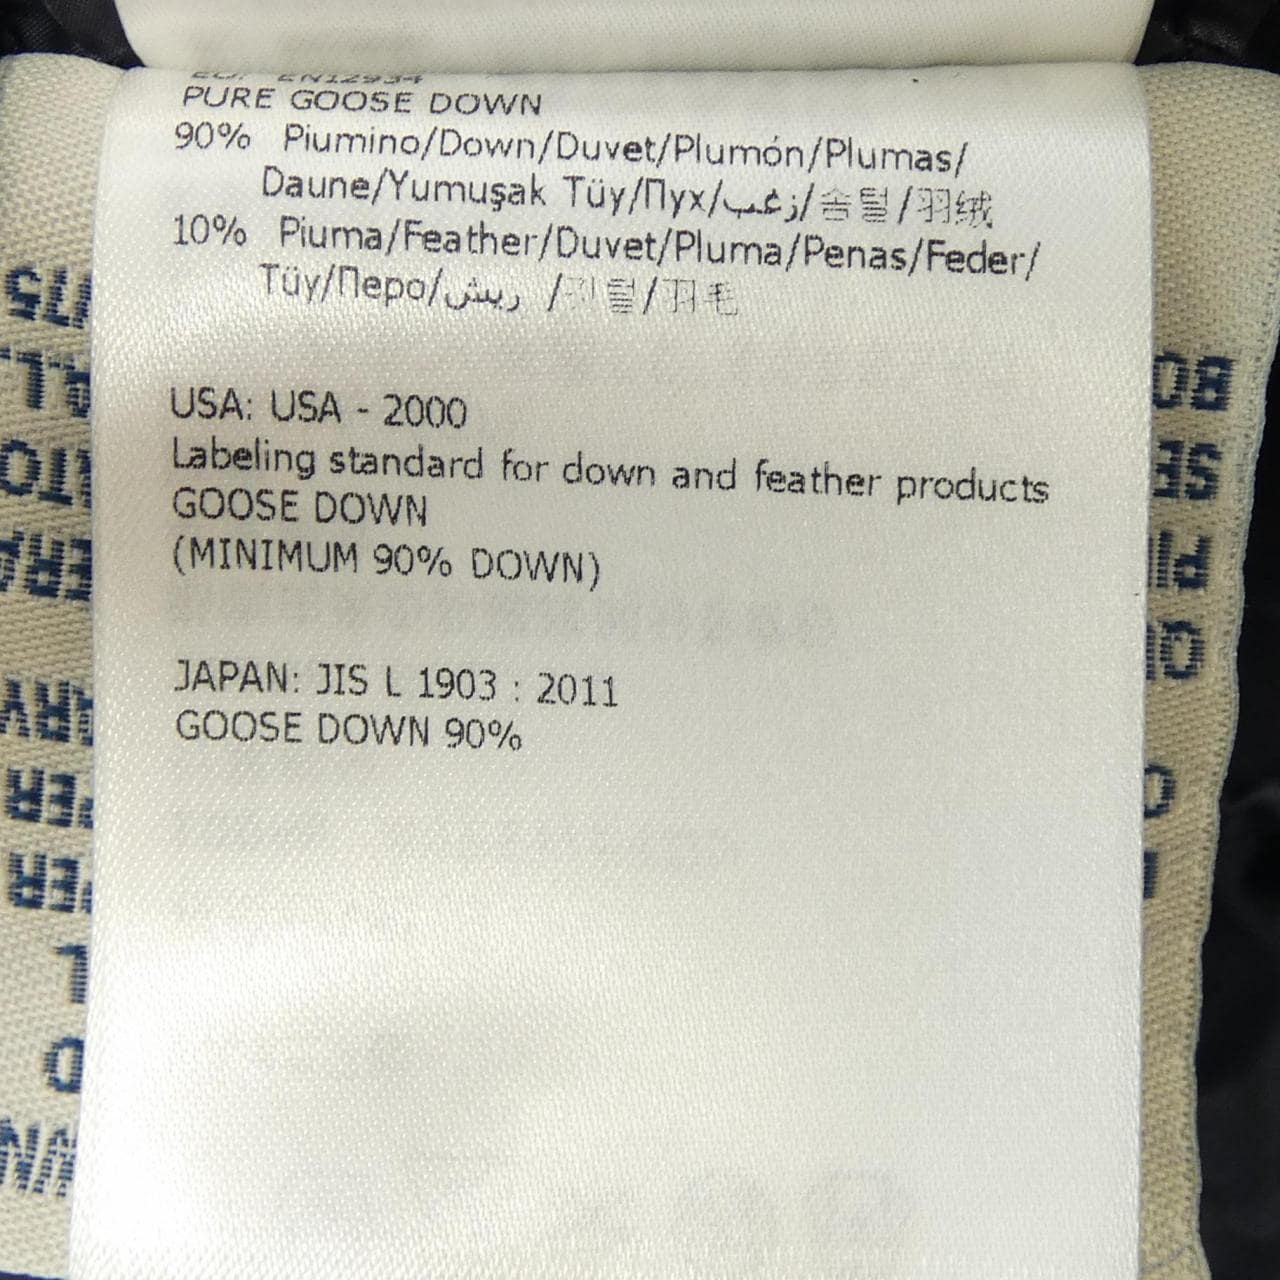 EU: EN12934
PURE GOOSE DOWN
90% Piumino/Down/Duvet/Plumón/Plumas/
Daune/Yumuşak Tüy/Пух/زغب/솜털/羽绒
10% Piuma/Feather/Duvet/Pluma/Penas/Feder/
Tüy/Перо/ريش /깃털/羽毛
USA: USA - 2000
Labeling standard for down and feather products
GOOSE DOWN
(MINIMUM 90% DOWN)
JAPAN: JIS L 1903 : 2011
GOOSE DOWN 90%